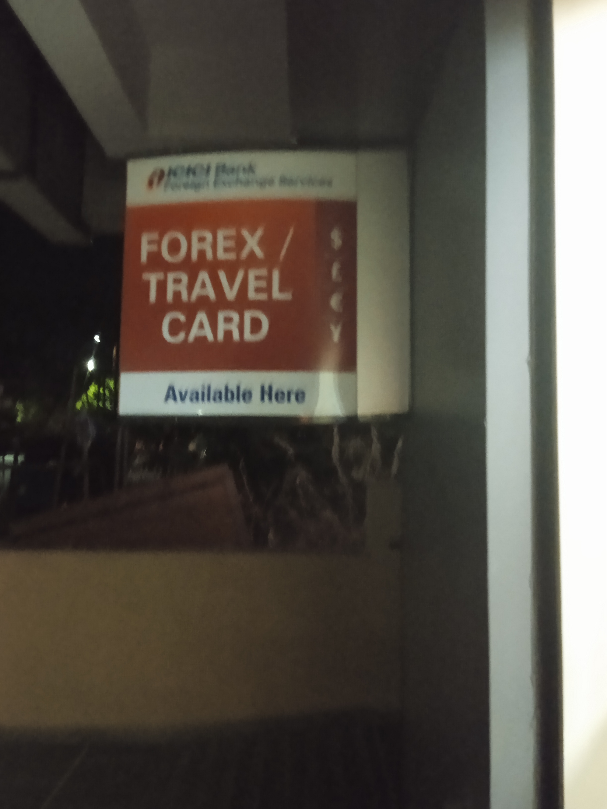 ICICI Bank
Foreign Exchange Services
FOREX /
TRAVEL
CARD
$
£
€
¥
Available Here